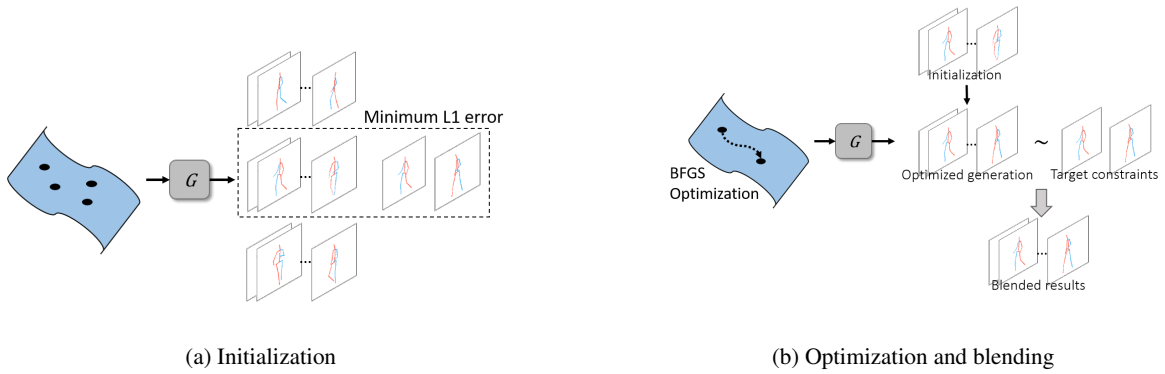 Minimum L1 error
G
...
...
...
(a) Initialization
Initialization
...
BFGS
Optimization
G
Optimized generation
...
~
Target constraints
...
Blended results
(b) Optimization and blending